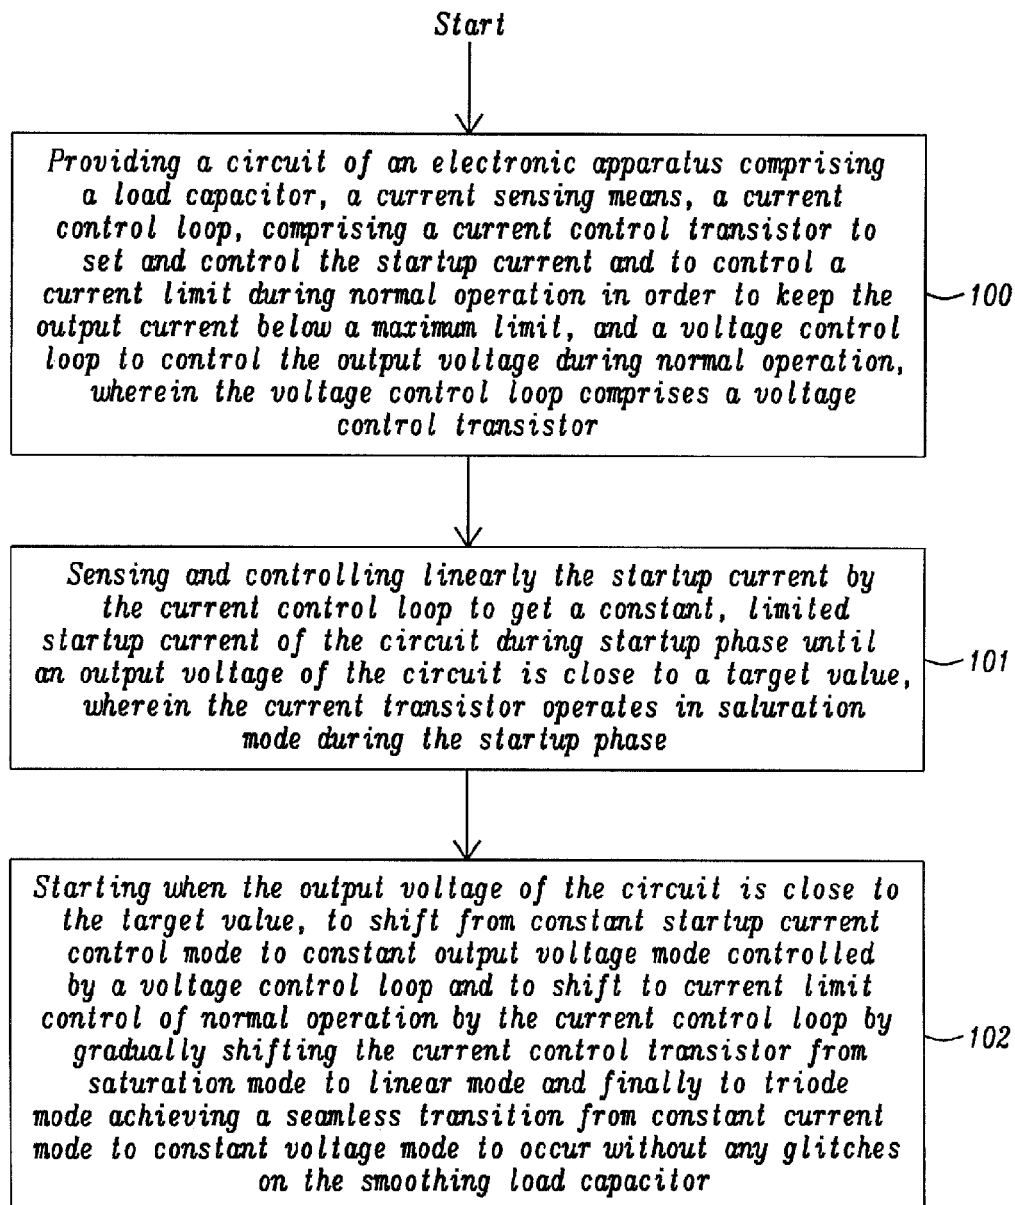 Start
Providing a circuit of an electronic apparatus comprising
a load capacitor, a current sensing means, a current
control loop, comprising a current control transistor to
set and control the startup current and to control a
current limit during normal operation in order to keep the
output current below a maximum limit, and a voltage control
loop to control the output voltage during normal operation,
wherein the voltage control loop comprises a voltage
control transistor
100
Sensing and controlling linearly the startup current by
the current control loop to get a constant, limited
startup current of the circuit during startup phase until
an output voltage of the circuit is close to a target value,
wherein the current transistor operates in saluration
mode during the startup phase
101
Starting when the output voltage of the circuit is close to
the target value, to shift from constant startup current
control mode to constant output voltage mode controlled
by a voltage control loop and to shift to current limit
control of normal operation by the current control loop by
gradually shifting the current control transistor from
saturation mode to linear mode and finally to triode
mode achieving a seamless transition from constant current
mode to constant voltage mode to occur without any glitches
on the smoothing load capacitor
102